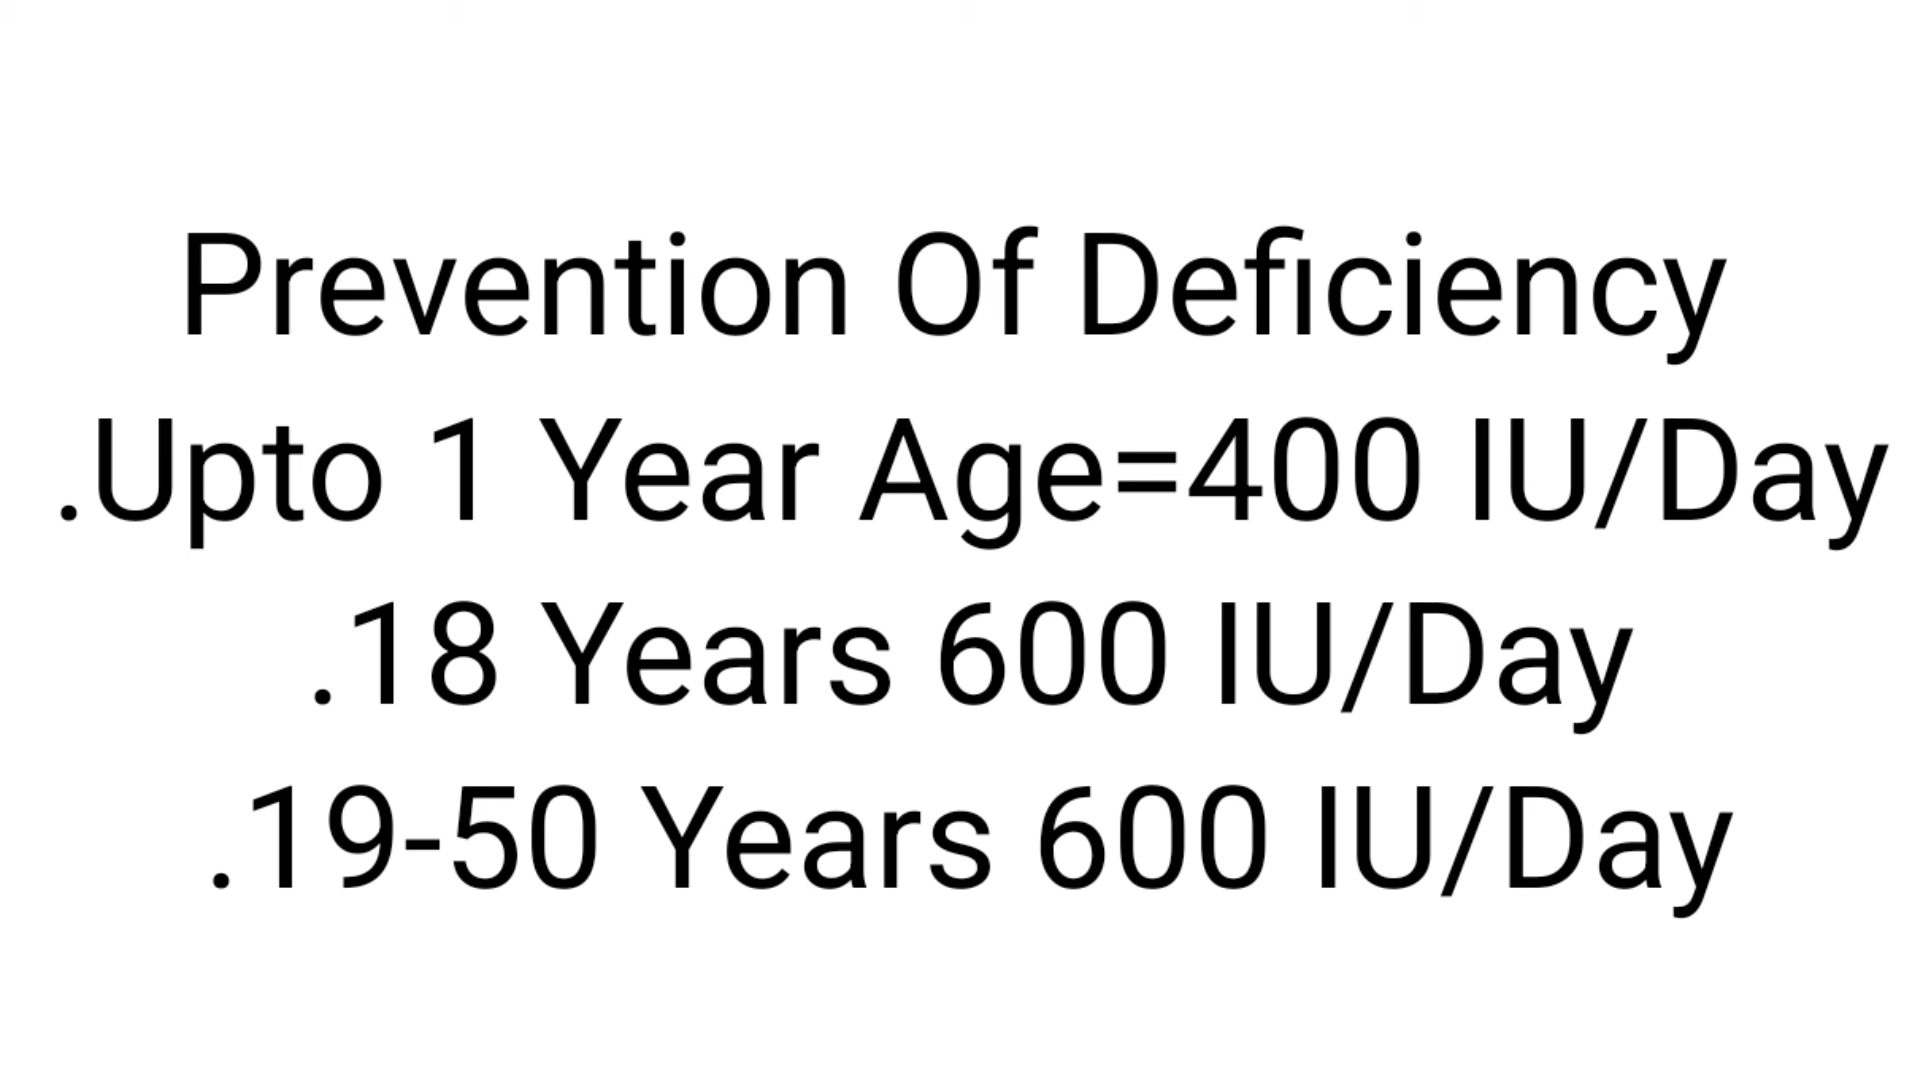 Prevention Of Deficiency
.Upto 1 Year Age=400 IU/Day
.18 Years 600 IU/Day
.19-50 Years 600 IU/Day